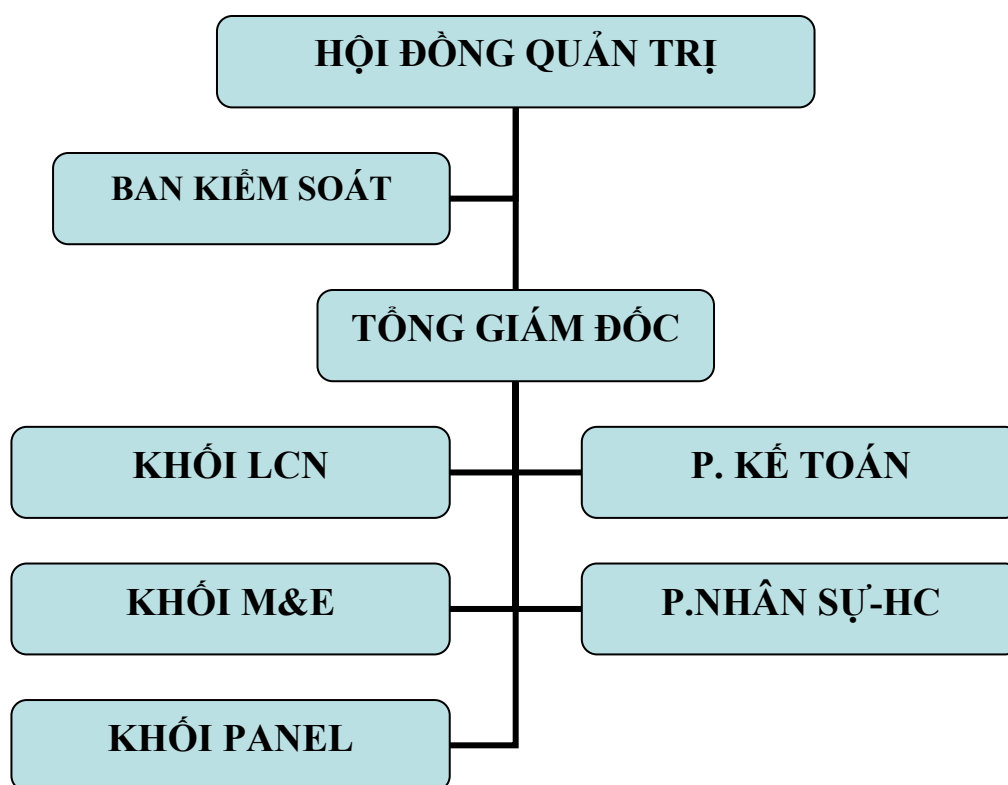 HỘI ĐỒNG QUẢN TRỊ
BAN KIỂM SOÁT
TỔNG GIÁM ĐỐC
KHỐI LCN
P. KẾ TOÁN
KHỐI M&E
P.NHÂN SỰ-HC
KHỐI PANEL